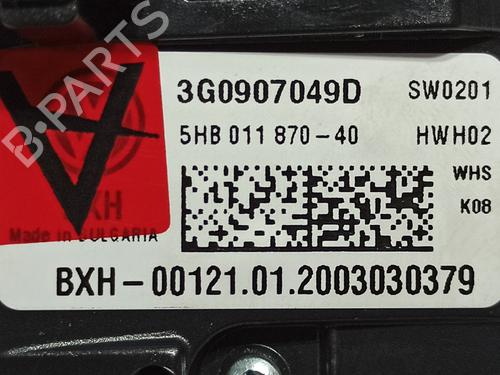 3G0907049D SW0201
5HB 011 870-40 HWH02
WHS
K08
B-PARTS
BXH
Made in BULGARIA
BXH-00121.01.2003030379